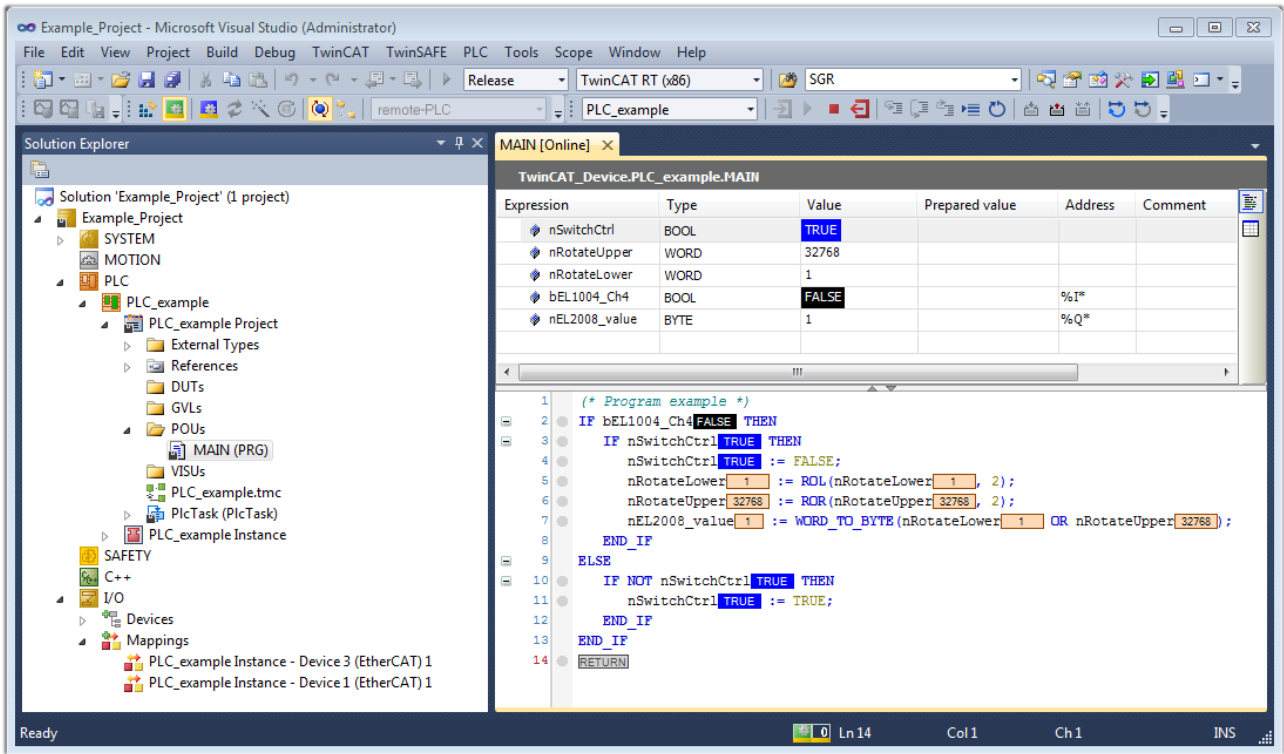 Example_Project - Microsoft Visual Studio (Administrator)
File Edit View Project Build Debug TwinCAT TwinSAFE PLC Tools Scope Window Help
Release TwinCAT RT (x86) SGR
remote-PLC PLC_example
Solution Explorer
Solution 'Example_Project' (1 project)
Example_Project
SYSTEM
MOTION
PLC
PLC_example
PLC_example Project
External Types
References
DUTs
GVLs
POUs
MAIN (PRG)
VISUs
PLC_example.tmc
PlcTask (PlcTask)
PLC_example Instance
SAFETY
C++
I/O
Devices
Mappings
PLC_example Instance - Device 3 (EtherCAT) 1
PLC_example Instance - Device 1 (EtherCAT) 1
MAIN [Online]
TwinCAT_Device.PLC_example.MAIN
Expression Type Value Prepared value Address Comment
nSwitchCtrl BOOL TRUE
nRotateUpper WORD 32768
nRotateLower WORD 1
bEL1004_Ch4 BOOL FALSE %I*
nEL2008_value BYTE 1 %Q*
1 (* Program example *)
2 IF bEL1004_Ch4 FALSE THEN
3 IF nSwitchCtrl TRUE THEN
4 nSwitchCtrl TRUE := FALSE;
5 nRotateLower 1 := ROL(nRotateLower 1 , 2);
6 nRotateUpper 32768 := ROR(nRotateUpper 32768 , 2);
7 nEL2008_value 1 := WORD_TO_BYTE(nRotateLower 1 OR nRotateUpper 32768 );
8 END_IF
9 ELSE
10 IF NOT nSwitchCtrl TRUE THEN
11 nSwitchCtrl TRUE := TRUE;
12 END_IF
13 END_IF
14 RETURN
Ready 0 Ln 14 Col 1 Ch 1 INS